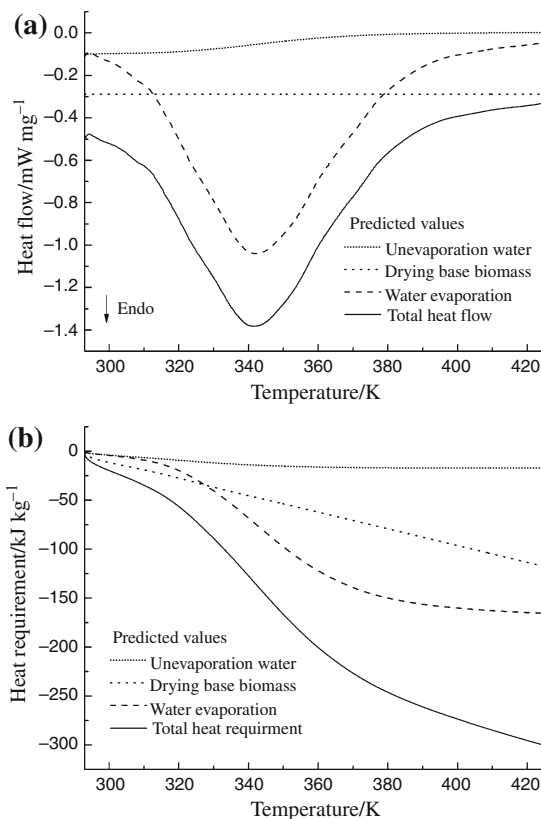 (a)
0.0
−0.2
−0.4
−0.6
−0.8
−1.0
−1.2
−1.4
Heat flow/mW mg−1
Predicted values
Unevaporation water
Drying base biomass
Water evaporation
Total heat flow
Endo
300 320 340 360 380 400 420
Temperature/K
(b)
0
−50
−100
−150
−200
−250
−300
Heat requirement/kJ kg−1
Predicted values
Unevaporation water
Drying base biomass
Water evaporation
Total heat requirment
300 320 340 360 380 400 420
Temperature/K